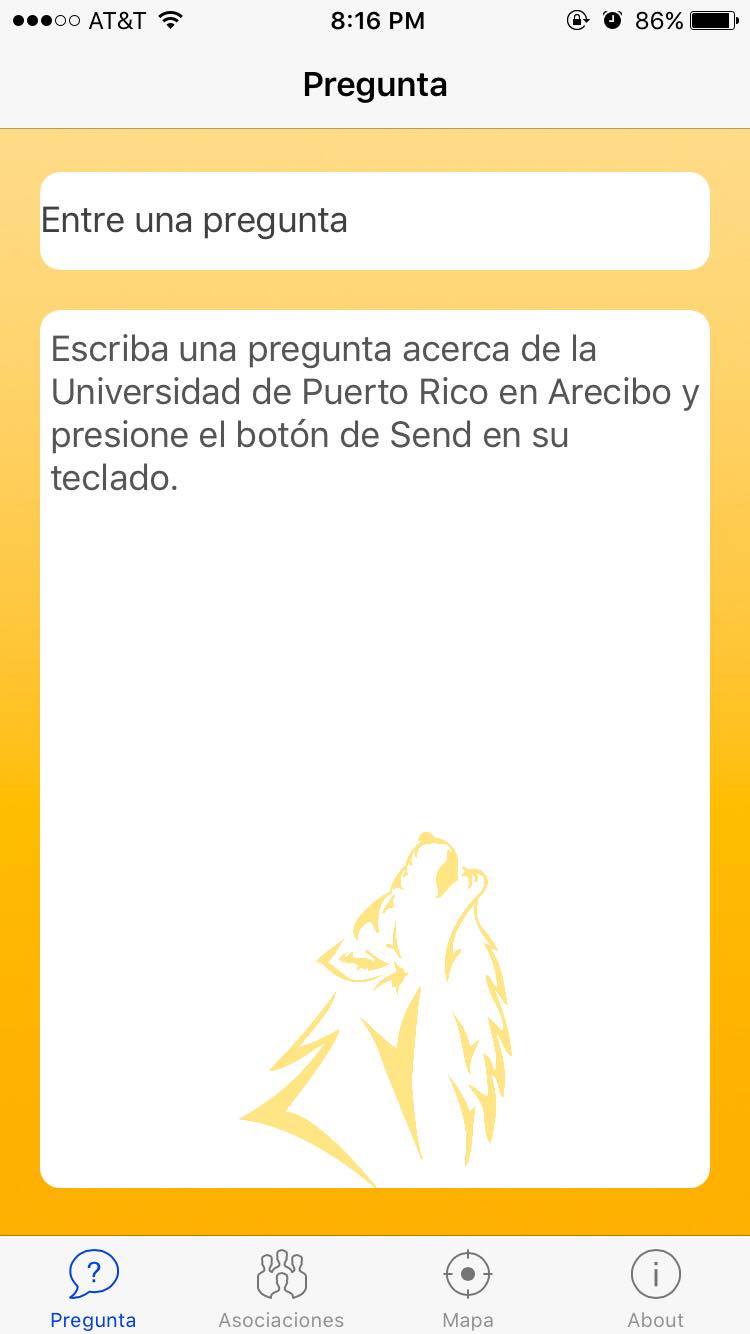 AT&T 8:16 PM 86%
Pregunta
Entre una pregunta
Escriba una pregunta acerca de la
Universidad de Puerto Rico en Arecibo y
presione el botón de Send en su
teclado.
Pregunta Asociaciones Mapa About